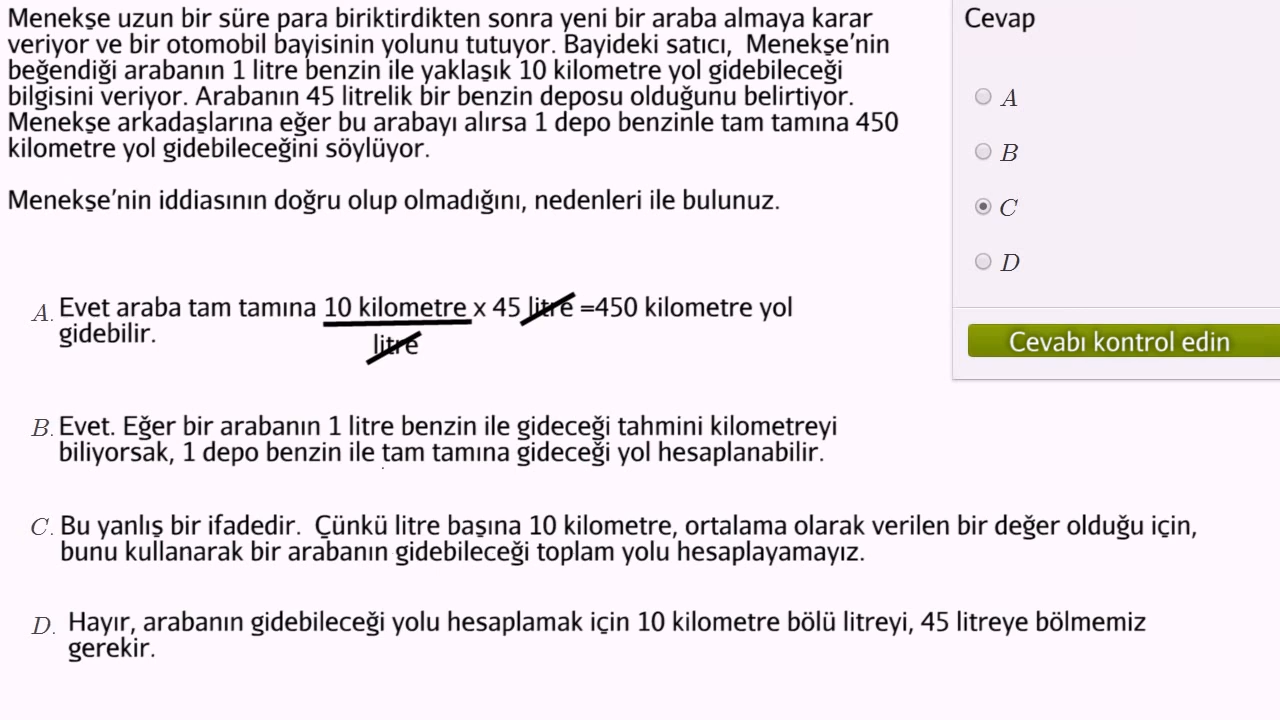 Menekşe uzun bir süre para biriktirdikten sonra yeni bir araba almaya karar
veriyor ve bir otomobil bayisinin yolunu tutuyor. Bayideki satıcı, Menekşe’nin
beğendiği arabanın 1 litre benzin ile yaklaşık 10 kilometre yol gidebileceği
bilgisini veriyor. Arabanın 45 litrelik bir benzin deposu olduğunu belirtiyor.
Menekşe arkadaşlarına eğer bu arabayı alırsa 1 depo benzinle tam tamına 450
kilometre yol gidebileceğini söylüyor.
Menekşe’nin iddiasının doğru olup olmadığını, nedenleri ile bulunuz.
A. Evet araba tam tamına 10 kilometre x 45 litre =450 kilometre yol
litre
gidebilir.
B. Evet. Eğer bir arabanın 1 litre benzin ile gideceği tahmini kilometreyi
biliyorsak, 1 depo benzin ile tam tamına gideceği yol hesaplanabilir.
C. Bu yanlış bir ifadedir. Çünkü litre başına 10 kilometre, ortalama olarak verilen bir değer olduğu için,
bunu kullanarak bir arabanın gidebileceği toplam yolu hesaplayamayız.
D. Hayır, arabanın gidebileceği yolu hesaplamak için 10 kilometre bölü litreyi, 45 litreye bölmemiz
gerekir.
Cevap
A
B
C
D
Cevabı kontrol edin